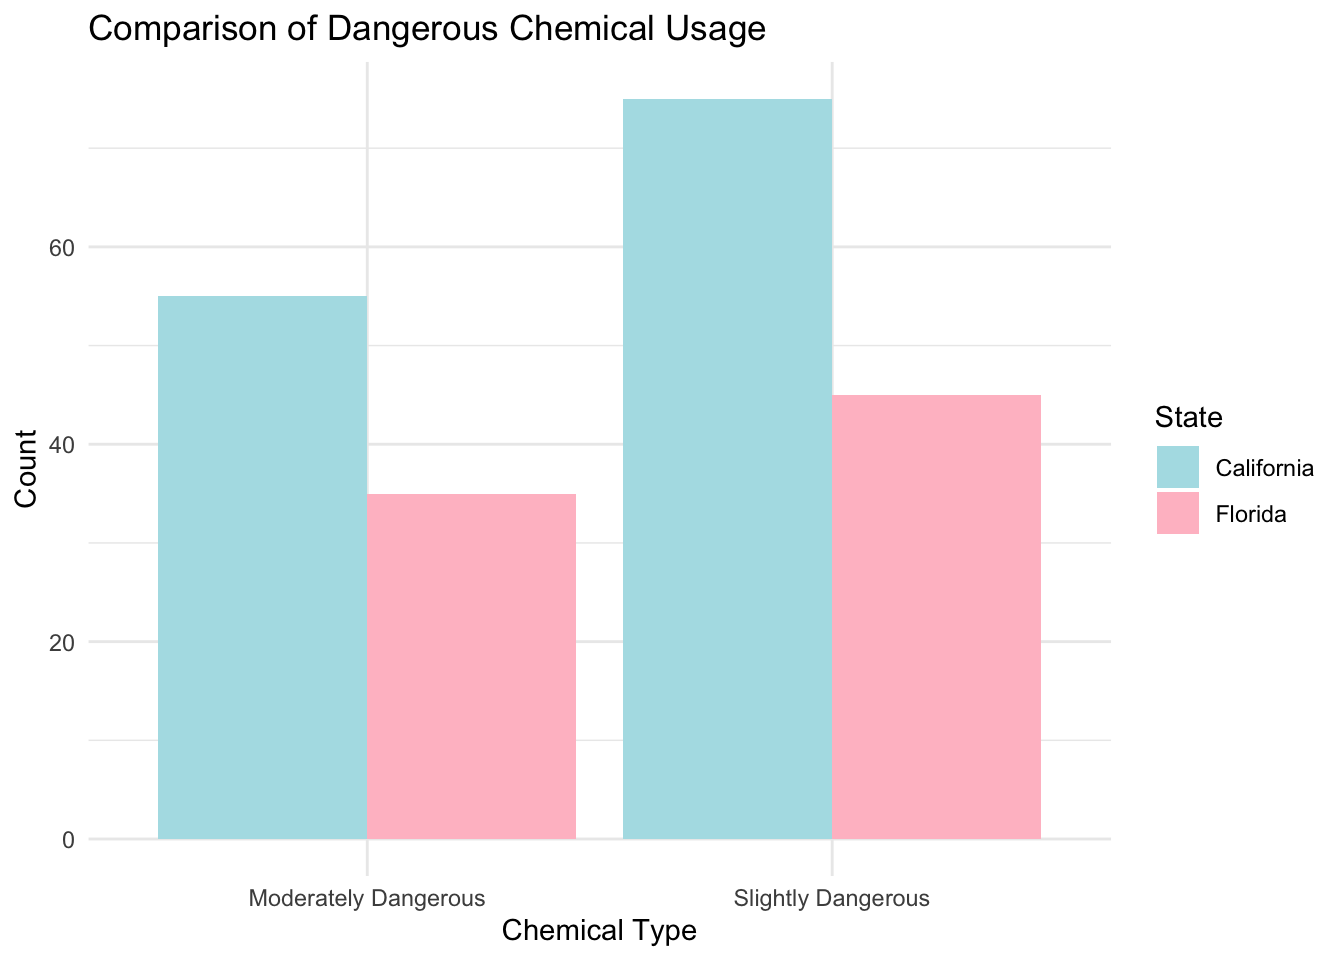 Comparison of Dangerous Chemical Usage
60
40
20
0
Count
Moderately Dangerous
Slightly Dangerous
Chemical Type
State
California
Florida